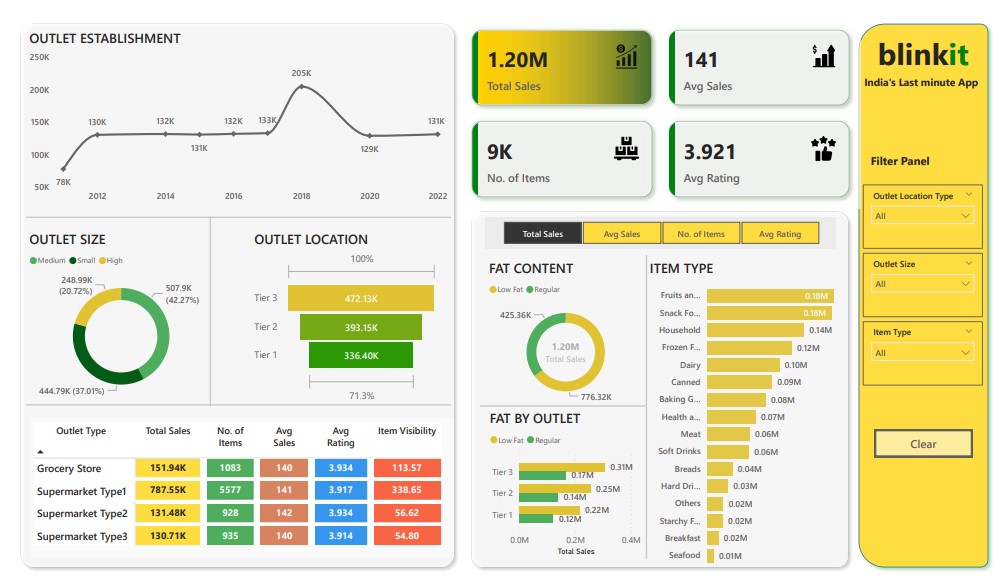 OUTLET ESTABLISHMENT
250K
200K
150K
100K
50K
78K
130K
132K
131K
132K
133K
205K
129K
131K
2012
2014
2016
2018
2020
2022
OUTLET SIZE
Medium Small High
248.99K
(20.72%)
507.9K
(42.27%)
444.79K (37.01%)
OUTLET LOCATION
100%
Tier 3 472.13K
Tier 2 393.15K
Tier 1 336.40K
71.3%
Outlet Type Total Sales No. of Items Avg Sales Avg Rating Item Visibility
Grocery Store 151.94K 1083 140 3.934 113.57
Supermarket Type1 787.55K 5577 141 3.917 338.65
Supermarket Type2 131.48K 928 142 3.934 56.62
Supermarket Type3 130.71K 935 140 3.914 54.80
1.20M
Total Sales
141
Avg Sales
9K
No. of Items
3.921
Avg Rating
Total Sales Avg Sales No. of Items Avg Rating
FAT CONTENT
Low Fat Regular
425.36K
1.20M
Total Sales
776.32K
FAT BY OUTLET
Low Fat Regular
Tier 3 0.31M
0.17M
Tier 2 0.25M
0.14M
Tier 1 0.22M
0.12M
0.0M 0.2M 0.4M
Total Sales
ITEM TYPE
Fruits an... 0.18M
Snack Fo... 0.18M
Household 0.14M
Frozen F... 0.12M
Dairy 0.10M
Canned 0.09M
Baking G... 0.08M
Health a... 0.07M
Meat 0.06M
Soft Drinks 0.06M
Breads 0.04M
Hard Dri... 0.03M
Others 0.02M
Starchy F... 0.02M
Breakfast 0.02M
Seafood 0.01M
blinkit
India's Last minute App
Filter Panel
Outlet Location Type
All
Outlet Size
All
Item Type
All
Clear